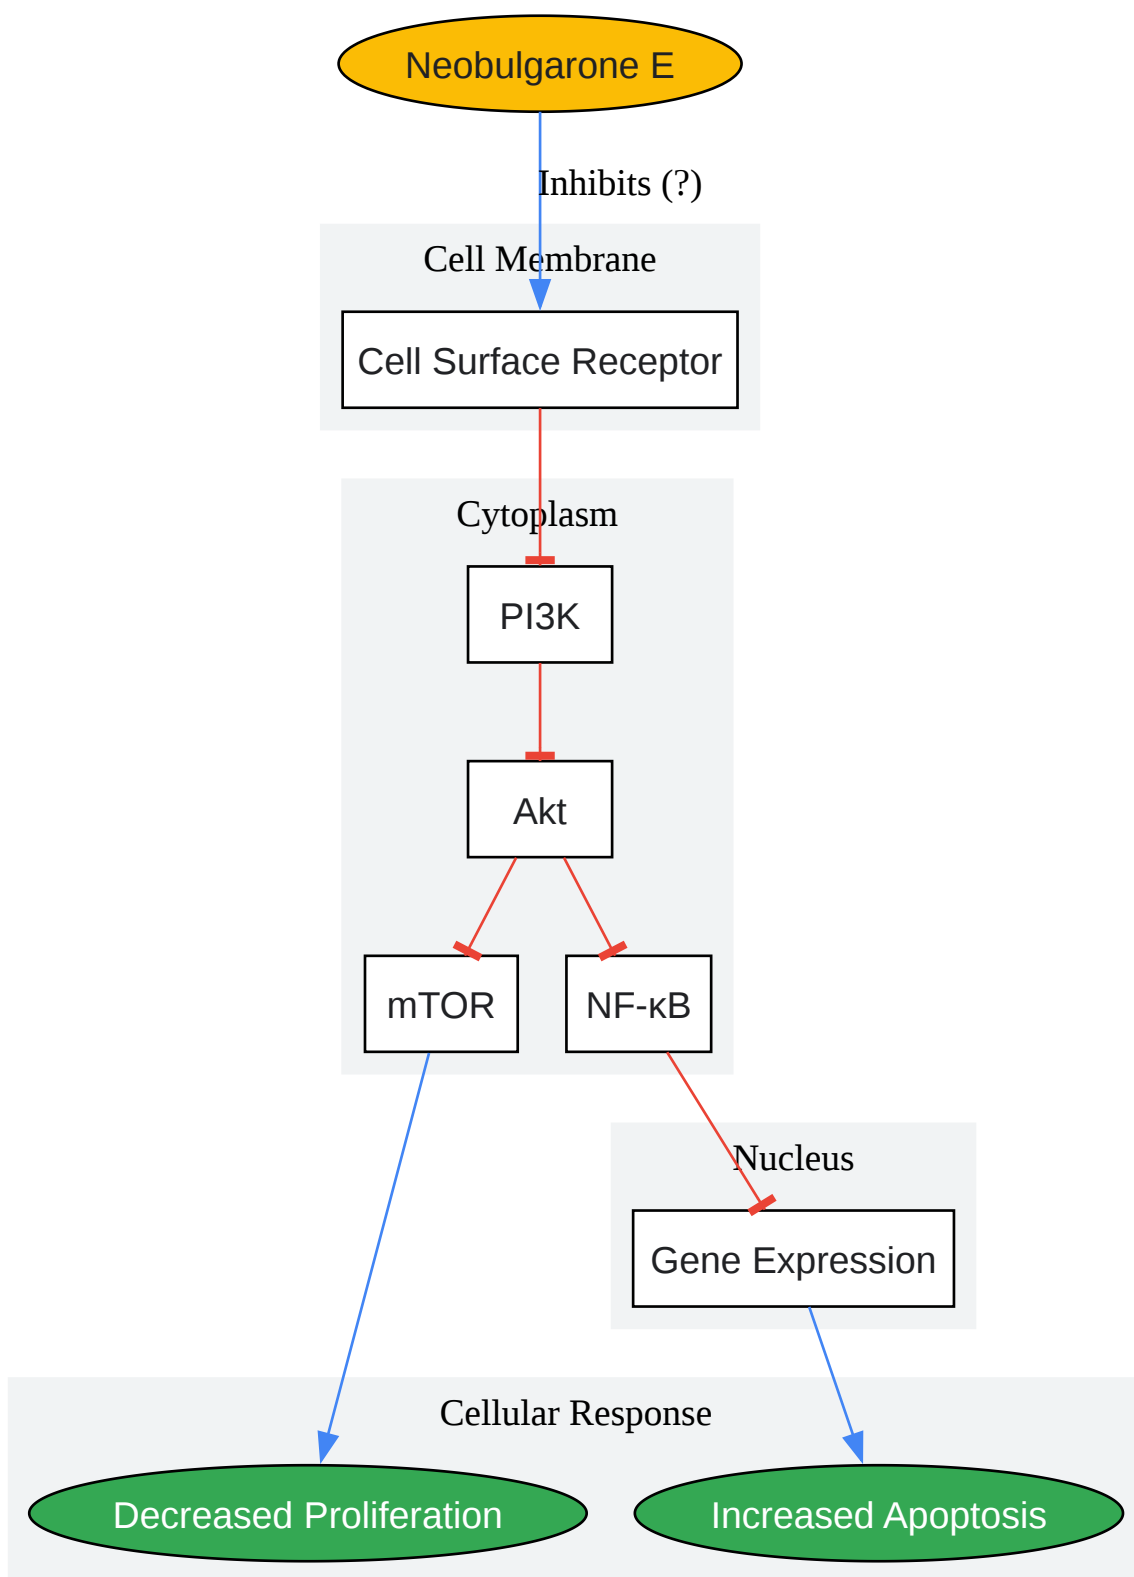 Neobulgarone E
Inhibits (?)
Cell Membrane
Cell Surface Receptor
Cytoplasm
PI3K
Akt
mTOR
NF-κB
Nucleus
Gene Expression
Cellular Response
Decreased Proliferation
Increased Apoptosis